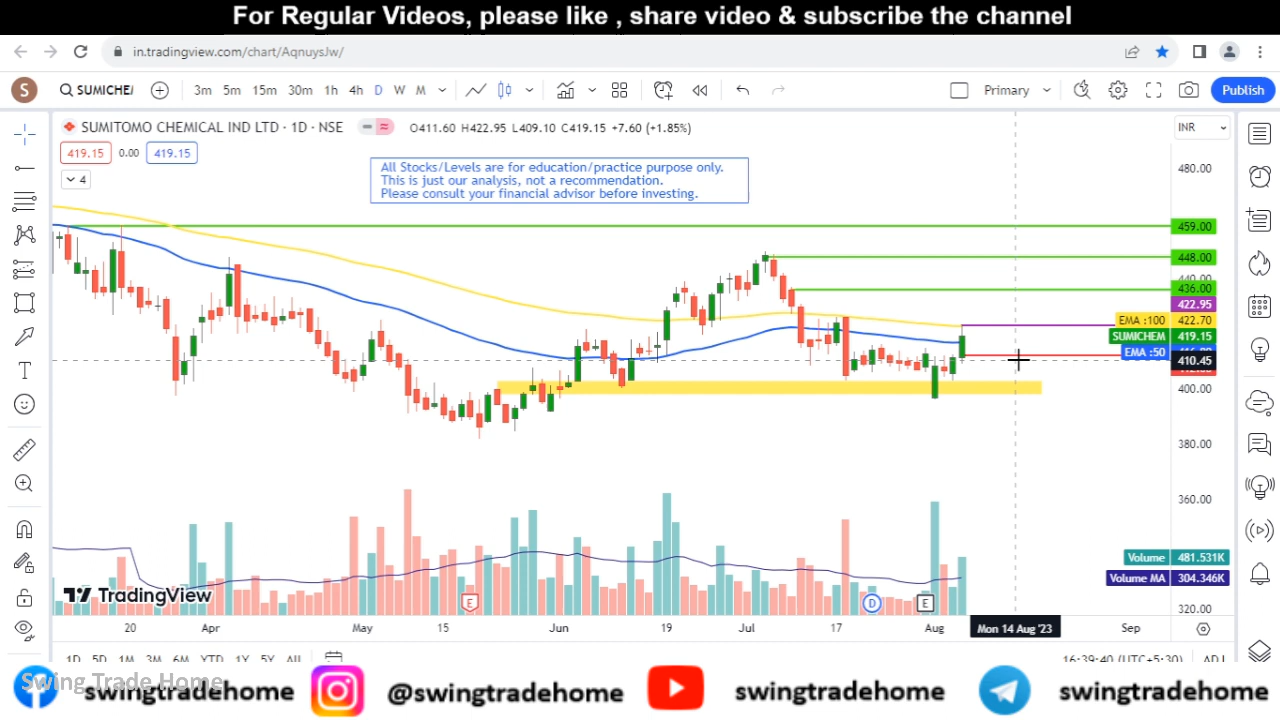 For Regular Videos, please like , share video & subscribe the channel
in.tradingview.com/chart/AqnuysJw/
S SUMICHEI 3m 5m 15m 30m 1h 4h D W M Primary Publish
SUMITOMO CHEMICAL IND LTD · 1D · NSE O411.60 H422.95 L409.10 C419.15 +7.60 (+1.85%) INR
419.15 0.00 419.15
4
All Stocks/Levels are for education/practice purpose only.
This is just our analysis, not a recommendation.
Please consult your financial advisor before investing.
480.00
459.00
448.00
440.00
436.00
422.95
EMA :100 422.70
SUMICHEM 419.15
EMA :50
410.45
400.00
380.00
360.00
Volume 481.531K
Volume MA 304.346K
320.00
TradingView
E D E
20 Apr May 15 Jun 19 Jul 17 Aug Mon 14 Aug '23 Sep
1D 5D 1M 3M 6M YTD 1Y 5Y All 16:39:40 (UTC+5:30) ADJ
Swing Trade Home
swingtradehome @swingtradehome swingtradehome swingtradehome